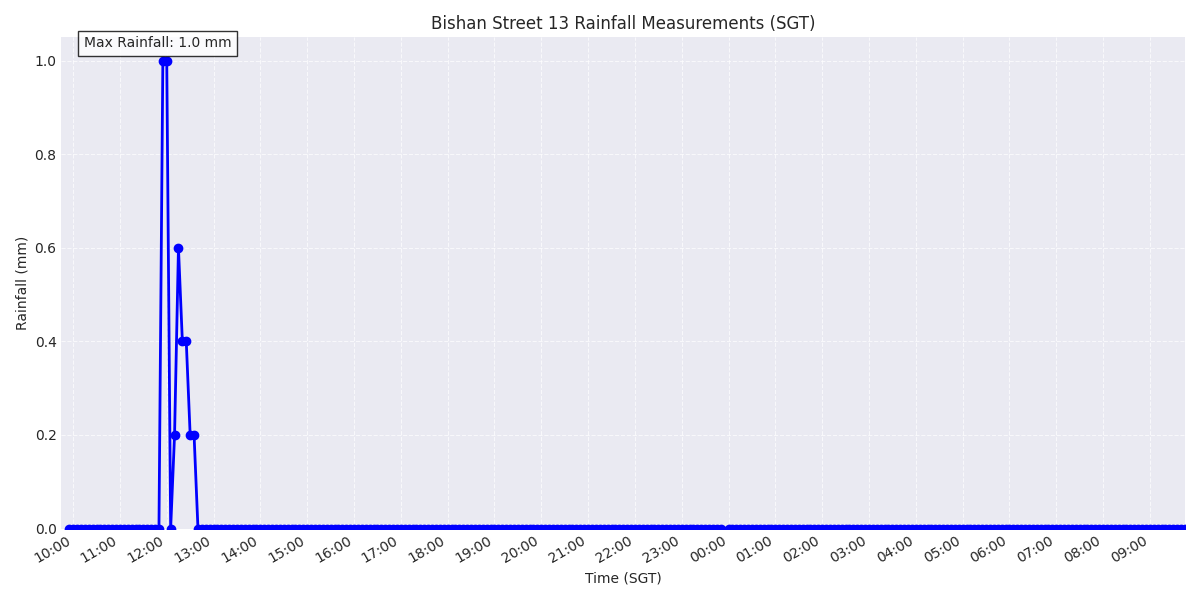 Bishan Street 13 Rainfall Measurements (SGT)
Max Rainfall: 1.0 mm
1.0
0.8
0.6
0.4
0.2
0.0
Rainfall (mm)
10:00 11:00 12:00 13:00 14:00 15:00 16:00 17:00 18:00 19:00 20:00 21:00 22:00 23:00 00:00 01:00 02:00 03:00 04:00 05:00 06:00 07:00 08:00 09:00
Time (SGT)